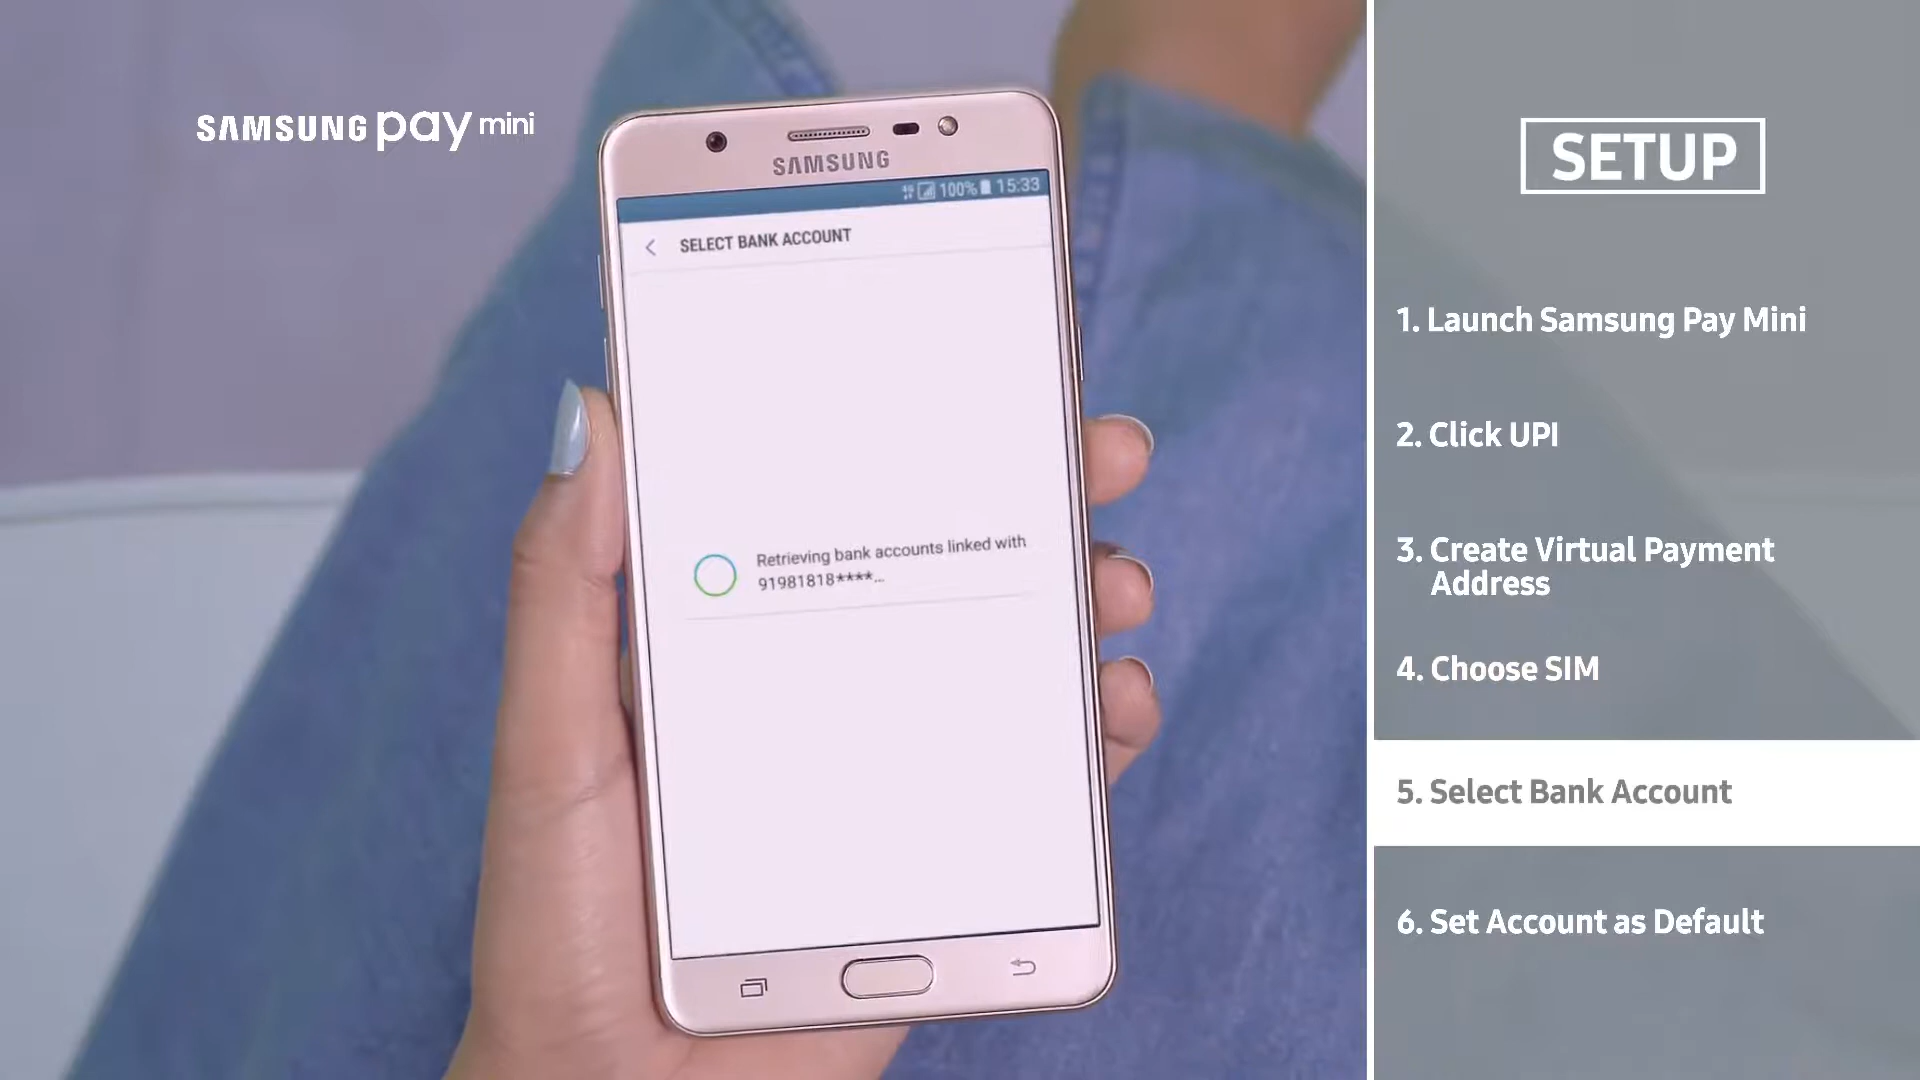 SAMSUNG pay mini
SAMSUNG
4G 100% 15:33
SELECT BANK ACCOUNT
Retrieving bank accounts linked with
91981818****...
SETUP
1. Launch Samsung Pay Mini
2. Click UPI
3. Create Virtual Payment
Address
4. Choose SIM
5. Select Bank Account
6. Set Account as Default